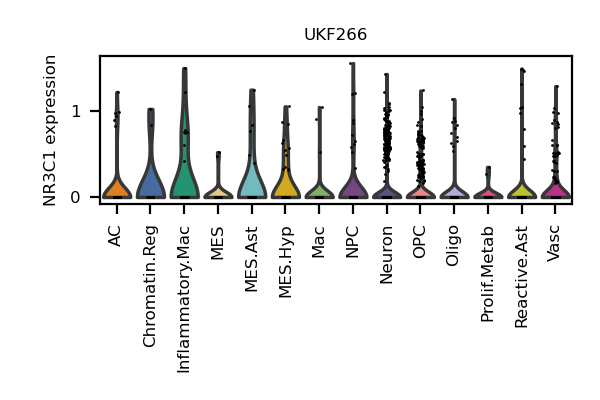 UKF266
NR3C1 expression
1
0
AC
Chromatin.Reg
Inflammatory.Mac
MES
MES.Ast
MES.Hyp
Mac
NPC
Neuron
OPC
Oligo
Prolif.Metab
Reactive.Ast
Vasc